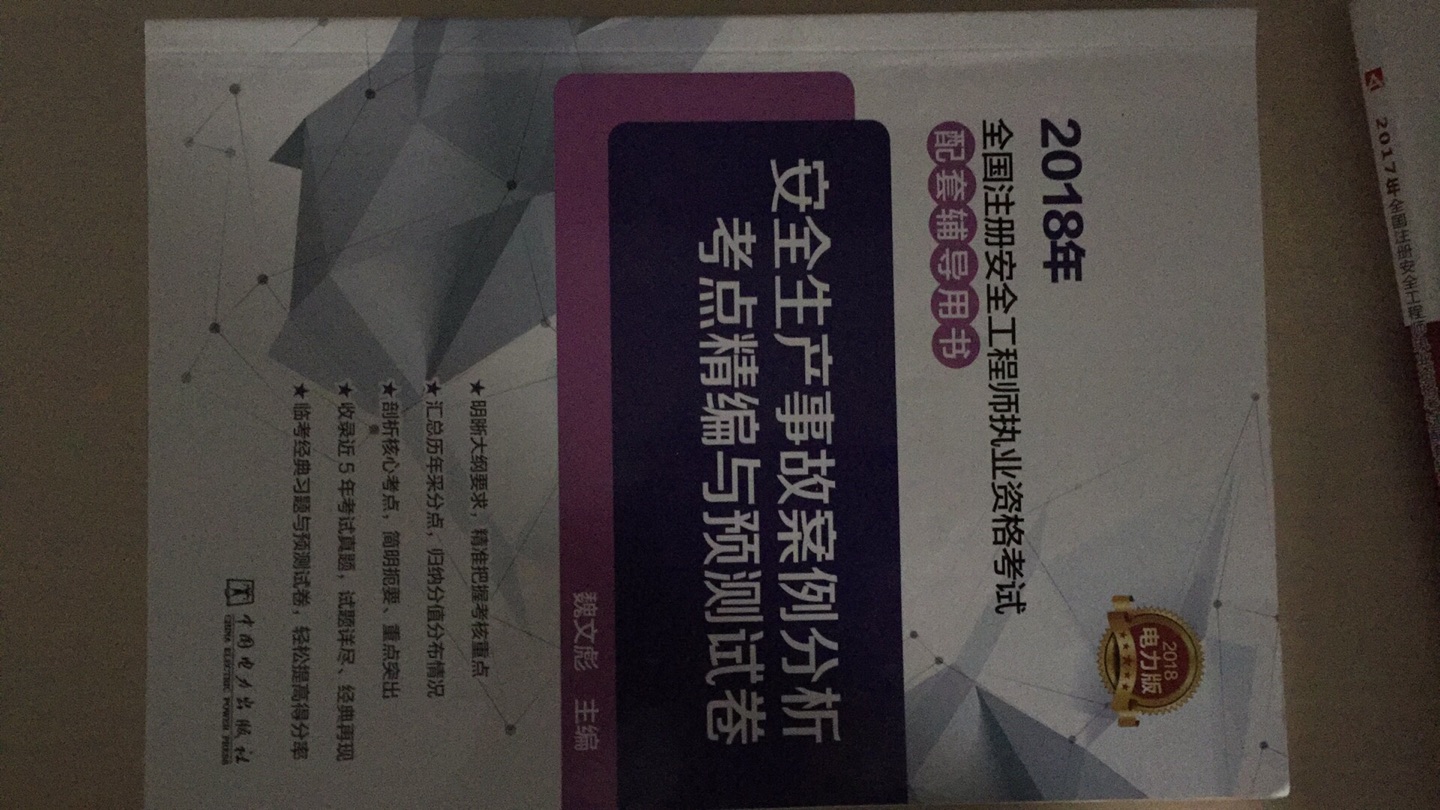 2018年
全国注册安全工程师执业资格考试
配套辅导用书
2018
电力版
安全生产事故案例分析
考点精编与预测试卷
魏文彪 主编
★明晰大纲要求，精准把握考核重点
★汇总历年采分点，归纳分值分布情况
★剖析核心考点，简明扼要、重点突出
★收录近5年考试真题，试题详尽、经典再现
★临考经典习题与预测试卷，轻松提高得分率
中国电力出版社
CHINA ELECTRIC POWER PRESS
2017年全国注册安全工程师